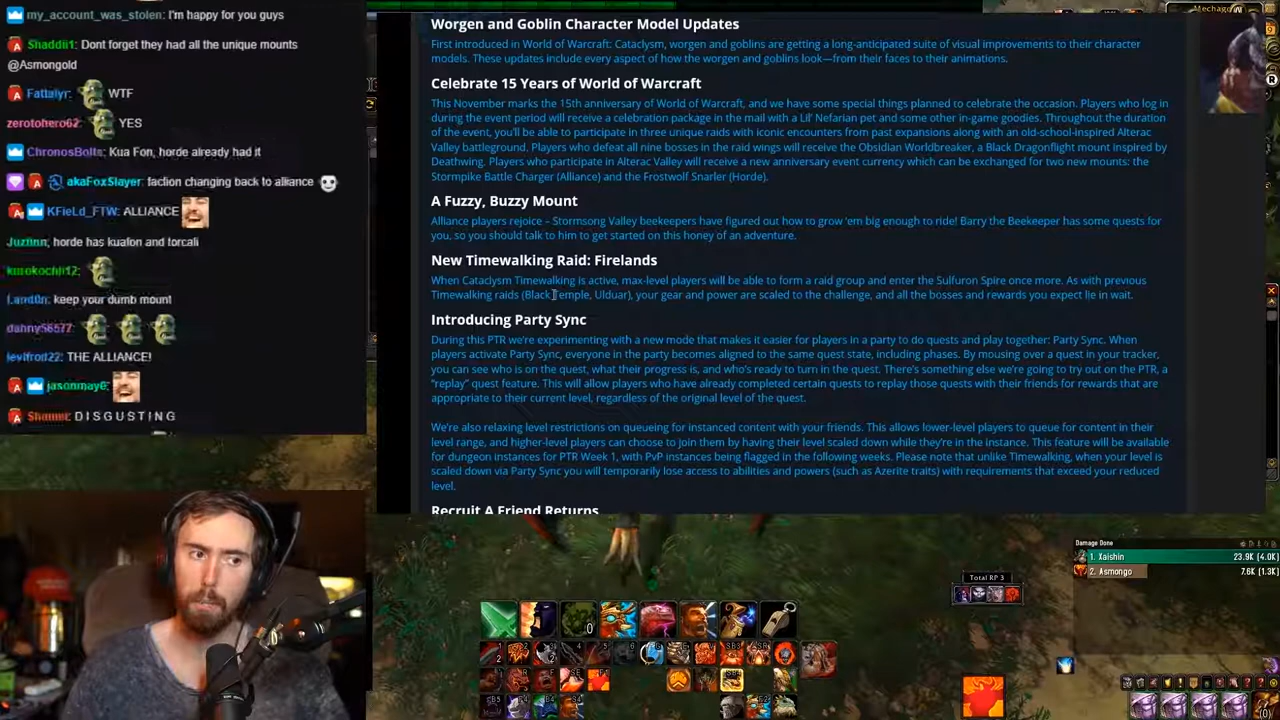 my_account_was_stolen: I'm happy for you guys
Shaddii1: Dont forget they had all the unique mounts
@Asmongold
Fattalyr: WTF
zerotohero62: YES
ChronosBolts: Kua Fon, horde already had it
akaFoxSlayer: faction changing back to alliance
KFieLd_FTW: ALLIANCE
Juzlinn: horde has kuafon and torcali
kurokochi12:
keep your dumb mount
danny56577:
levifrost22: THE ALLIANCE!
jasonmay6:
D I S G U S T I N G
Worgen and Goblin Character Model Updates
First introduced in World of Warcraft: Cataclysm, worgen and goblins are getting a long-anticipated suite of visual improvements to their character
models. These updates include every aspect of how the worgen and goblins look—from their faces to their animations.
Celebrate 15 Years of World of Warcraft
This November marks the 15th anniversary of World of Warcraft, and we have some special things planned to celebrate the occasion. Players who log in
during the event period will receive a celebration package in the mail with a Lil' Nefarian pet and some other in-game goodies. Throughout the duration
of the event, you'll be able to participate in three unique raids with iconic encounters from past expansions along with an old-school-inspired Alterac
Valley battleground. Players who defeat all nine bosses in the raid wings will receive the Obsidian Worldbreaker, a Black Dragonflight mount inspired by
Deathwing. Players who participate in Alterac Valley will receive a new anniversary event currency which can be exchanged for two new mounts: the
Stormpike Battle Charger (Alliance) and the Frostwolf Snarler (Horde).
A Fuzzy, Buzzy Mount
Alliance players rejoice – Stormsong Valley beekeepers have figured out how to grow 'em big enough to ride! Barry the Beekeeper has some quests for
you, so you should talk to him to get started on this honey of an adventure.
New Timewalking Raid: Firelands
When Cataclysm Timewalking is active, max-level players will be able to form a raid group and enter the Sulfuron Spire once more. As with previous
Timewalking raids (Black Temple, Ulduar), your gear and power are scaled to the challenge, and all the bosses and rewards you expect lie in wait.
Introducing Party Sync
During this PTR we're experimenting with a new mode that makes it easier for players in a party to do quests and play together: Party Sync. When
players activate Party Sync, everyone in the party becomes aligned to the same quest state, including phases. By mousing over a quest in your tracker,
you can see who is on the quest, what their progress is, and who's ready to turn in the quest. There's something else we're going to try out on the PTR, a
"replay" quest feature. This will allow players who have already completed certain quests to replay those quests with their friends for rewards that are
appropriate to their current level, regardless of the original level of the quest.
We're also relaxing level restrictions on queueing for instanced content with your friends. This allows lower-level players to queue for content in their
level range, and higher-level players can choose to join them by having their level scaled down while they're in the instance. This feature will be available
for dungeon instances for PTR Week 1, with PvP instances being flagged in the following weeks. Please note that unlike Timewalking, when your level is
scaled down via Party Sync you will temporarily lose access to abilities and powers (such as Azerite traits) with requirements that exceed your reduced
level.
Recruit A Friend Returns
Damage Done
1. Xaishin 23.9K (4.0K)
2. Asmongo 7.6K (1.3K)
Total RP 3